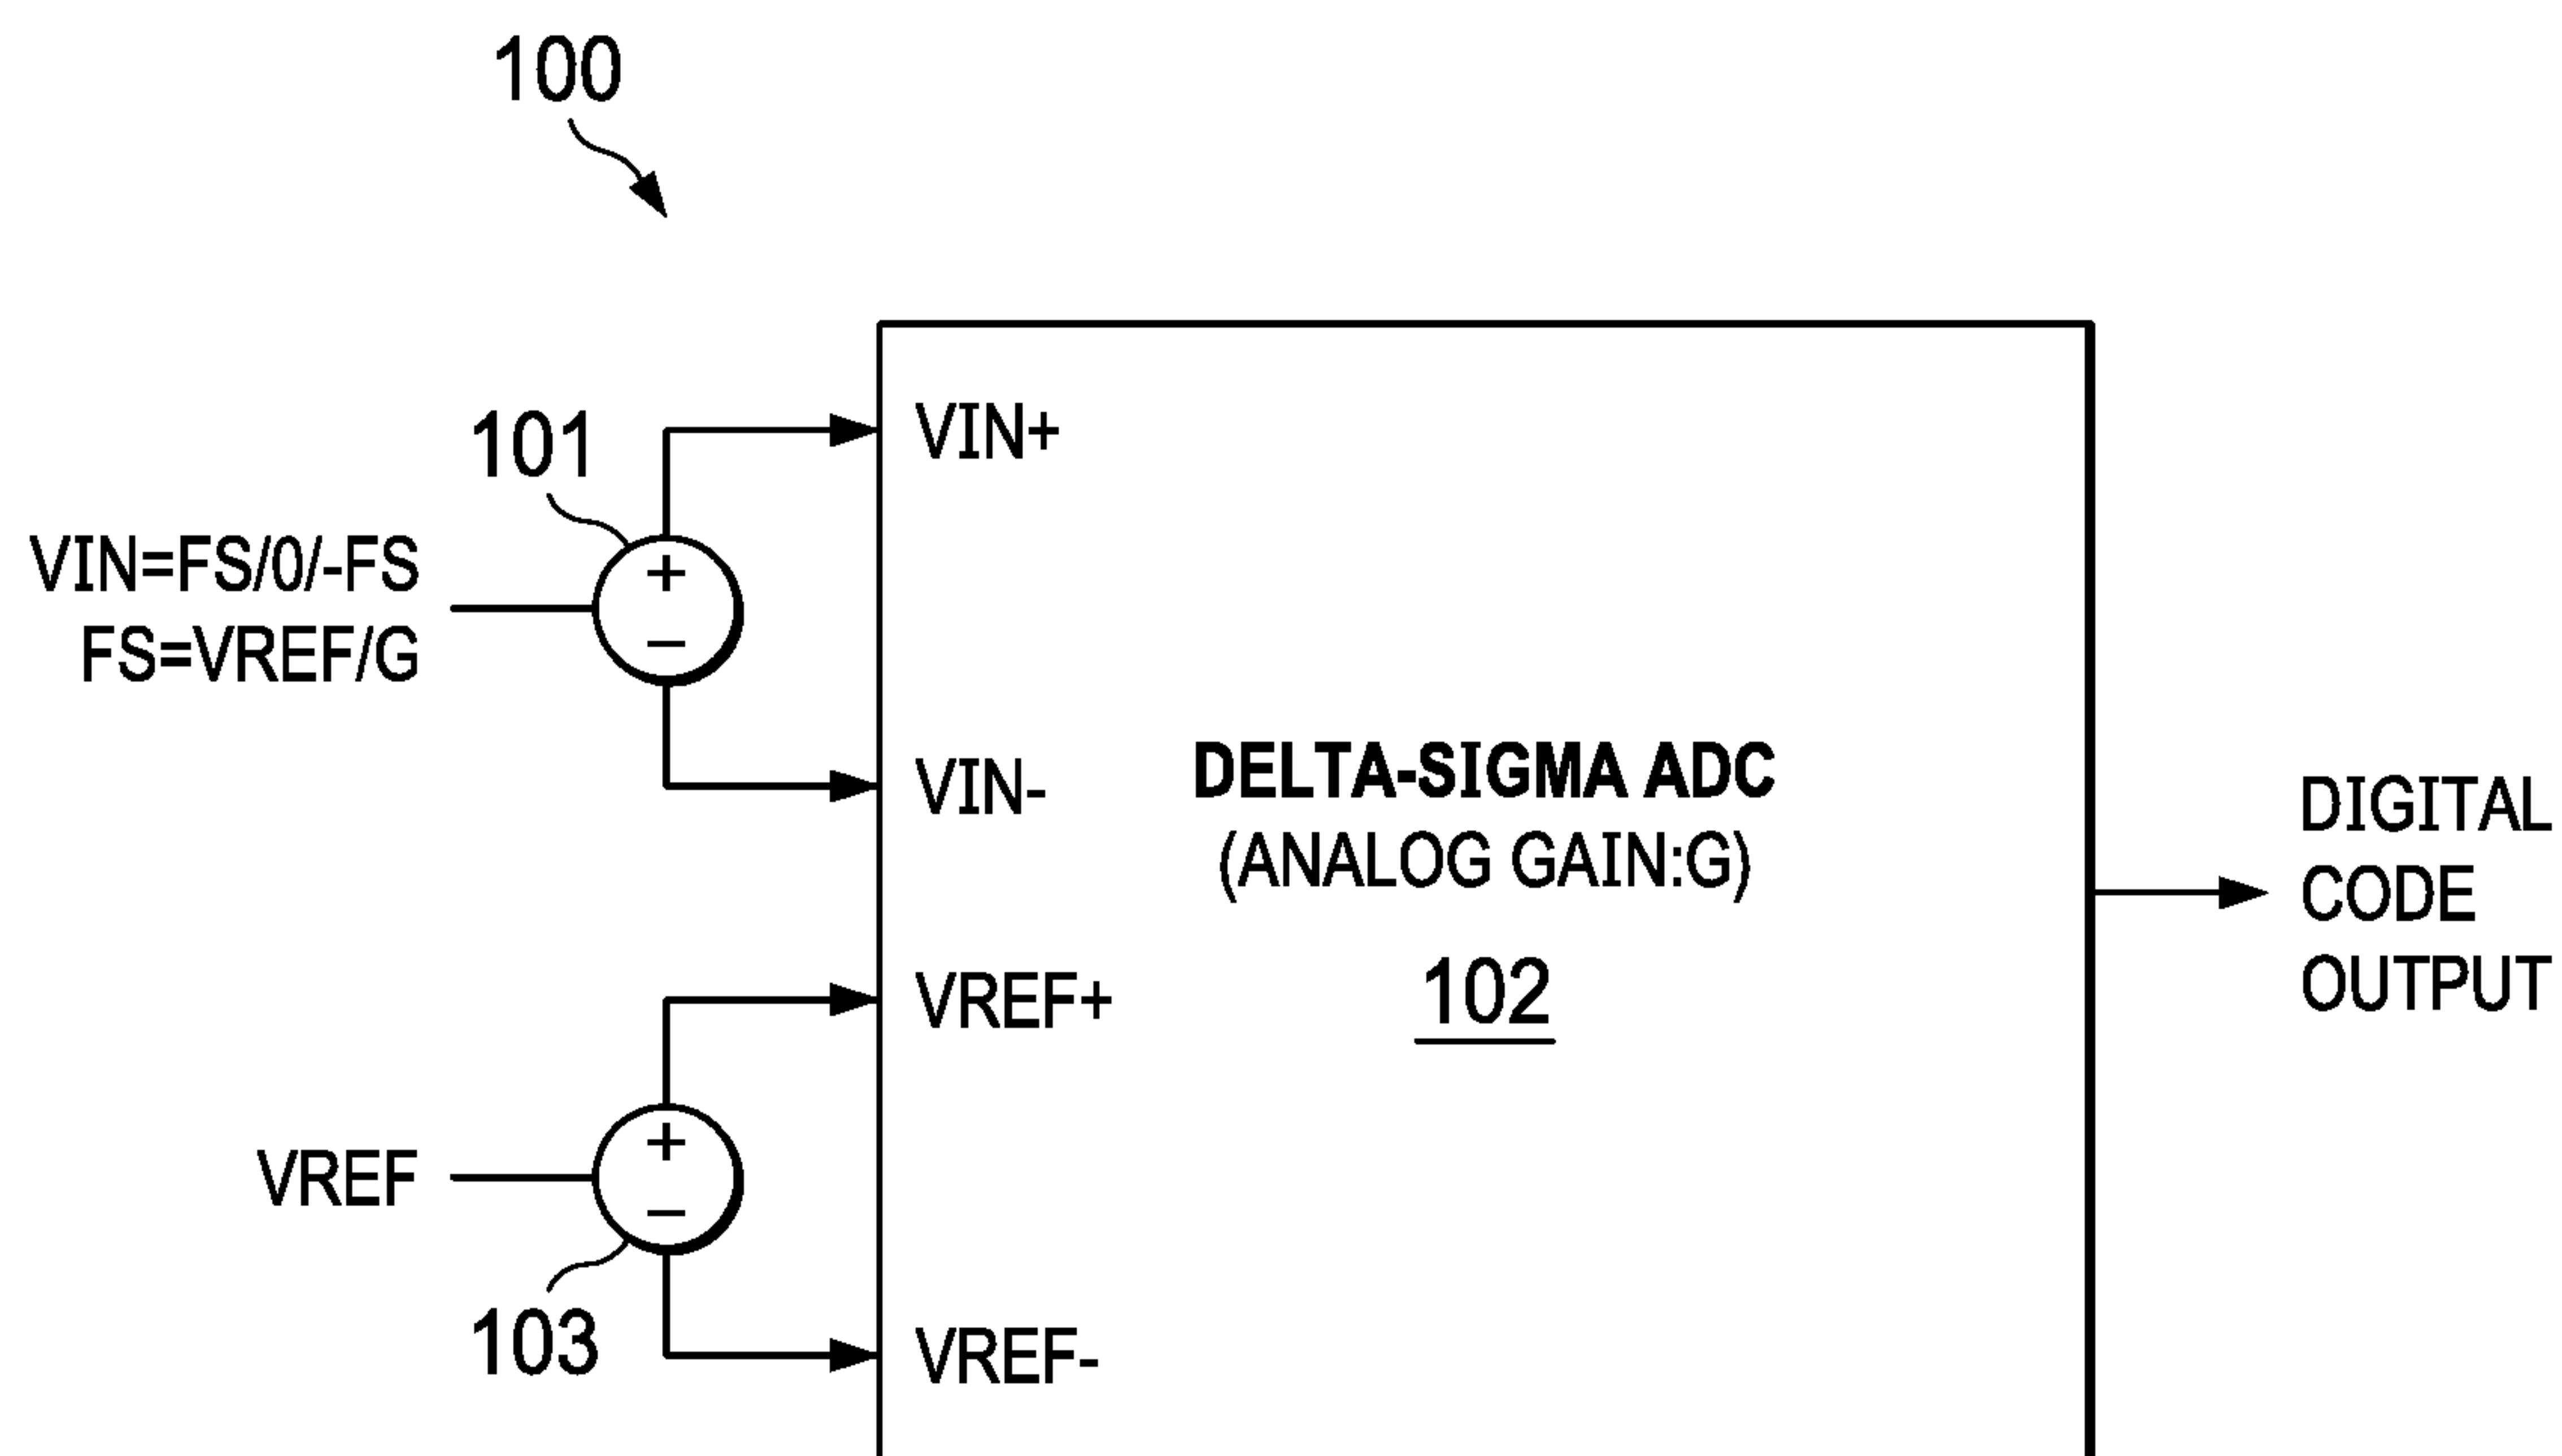 100
101
VIN=FS/0/-FS
FS=VREF/G
+
−
VIN+
VIN-
DELTA-SIGMA ADC
(ANALOG GAIN:G)
102
VREF+
VREF
+
−
103
VREF-
DIGITAL
CODE
OUTPUT